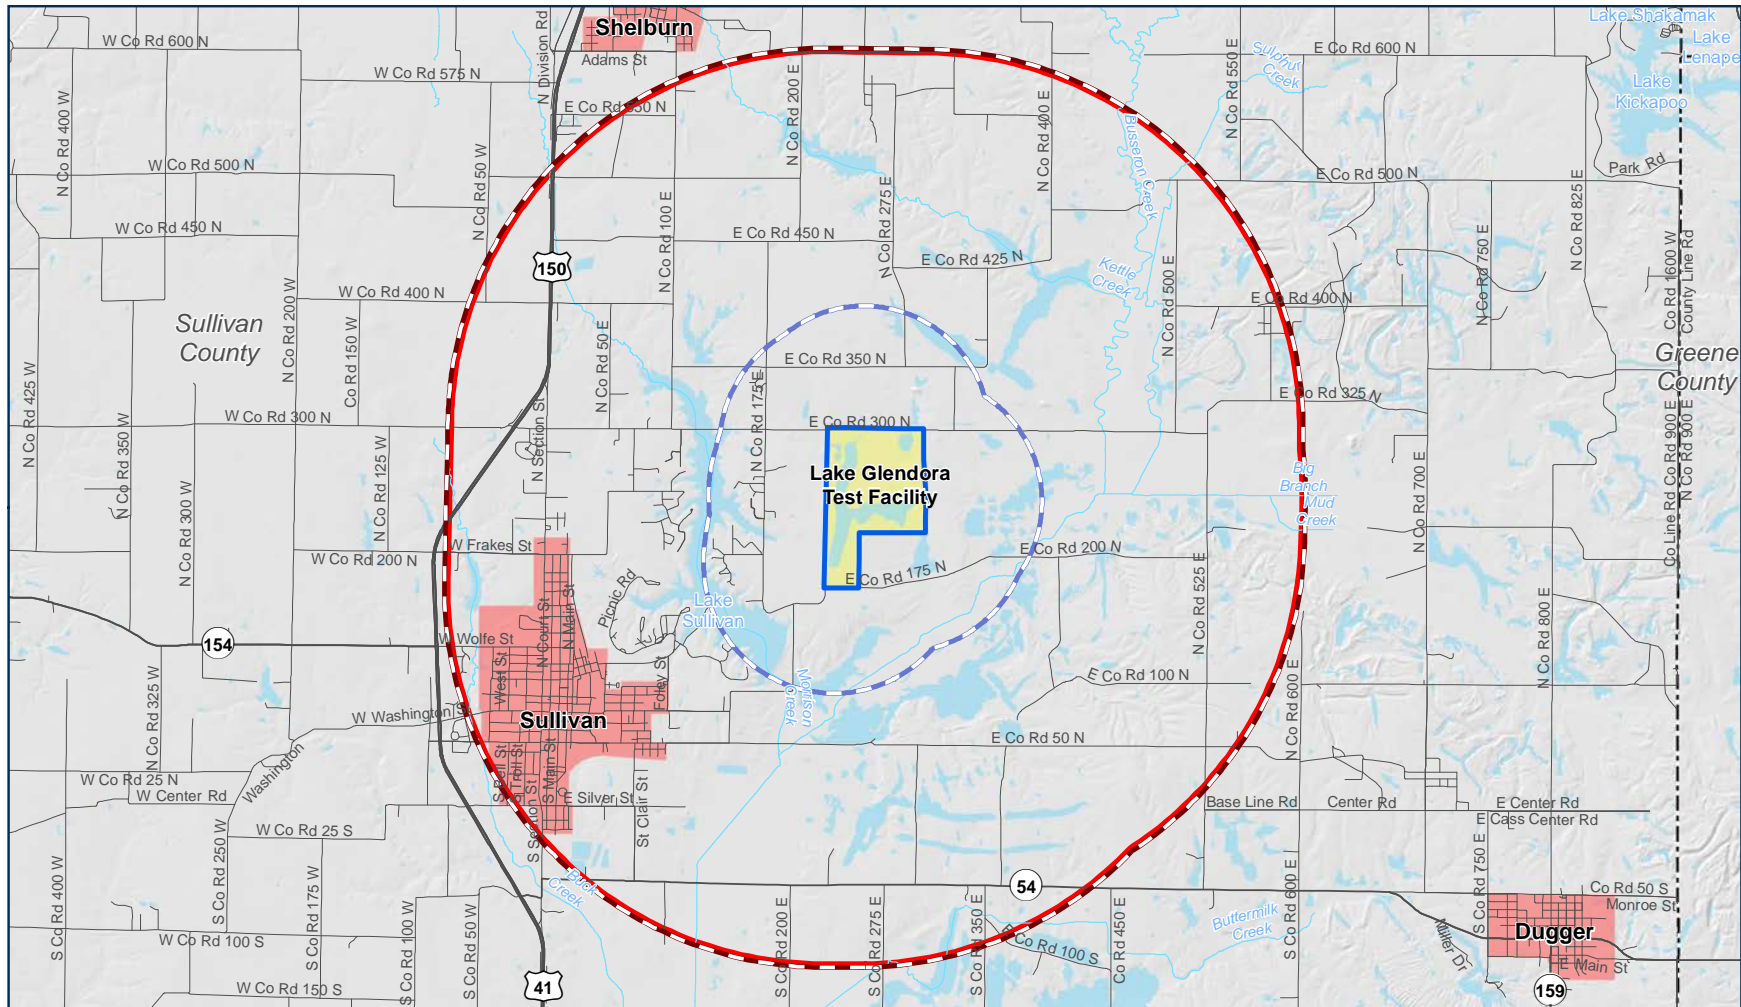 Shelburn
Lake Shakamak
Lake
Lenape
Lake
Kickapoo
W Co Rd 600 N
N Division Rd
Adams St
W Co Rd 575 N
N Co Rd 200 E
N Co Rd 550 E
Sulphur
Creek
E Co Rd 600 N
N Co Rd 400 W
E Co Rd 550 N
N Co Rd 400 E
Busseron Creek
W Co Rd 500 N
N Co Rd 50 W
Park Rd
E Co Rd 500 N
N Co Rd 825 E
N Co Rd 100 E
N Co Rd 275 E
W Co Rd 450 N
E Co Rd 450 N
E Co Rd 425 N
150
Kettle
Creek
N Co Rd 500 E
N Co Rd 750 E
N Co Rd 1600 W
County Line Rd
W Co Rd 400 N
E Co Rd 400 N
Sullivan
County
N Co Rd 200 W
Co Rd 150 W
N Co Rd 50 E
E Co Rd 350 N
Greene
County
N Co Rd 425 W
N Co Rd 350 W
N Co Rd 175 E
E Co Rd 325 N
W Co Rd 300 N
N Section St
E Co Rd 300 N
Lake Glendora
Test Facility
N Co Rd 125 W
N Co Rd 300 W
Big
Branch
Mud
Creek
N Co Rd 700 E
Co Line Rd Co Rd 900 E
N Co Rd 900 E
W Frakes St
W Co Rd 200 N
E Co Rd 200 N
E Co Rd 175 N
Picnic Rd
N Court St
N Main St
Lake
Sullivan
N Co Rd 525 E
N Co Rd 800 E
154
W Wolfe St
West St
Foley St
Morrison
Creek
E Co Rd 100 N
N Co Rd 325 W
W Washington St
Sullivan
N Co Rd 600 E
E Co Rd 50 N
Washington
W Co Rd 25 N
W Center Rd
S Bell St
S Troll St
S Main St
S Section St
E Silver St
St Clair St
Base Line Rd
Center Rd
E Center Rd
E Cass Center Rd
W Co Rd 25 S
S Co Rd 400 W
S Co Rd 250 W
S Co Rd 175 W
Buck
Creek
54
S Co Rd 750 E
Co Rd 50 S
Monroe St
S Co Rd 100 W
S Co Rd 50 W
S Co Rd 200 E
S Co Rd 275 E
S Co Rd 350 E
Co Rd 450 E
S Co Rd 600 E
Buttermilk
Creek
Dugger
W Co Rd 100 S
E Co Rd 100 S
Miller Dr
E Main St
W Co Rd 150 S
41
159